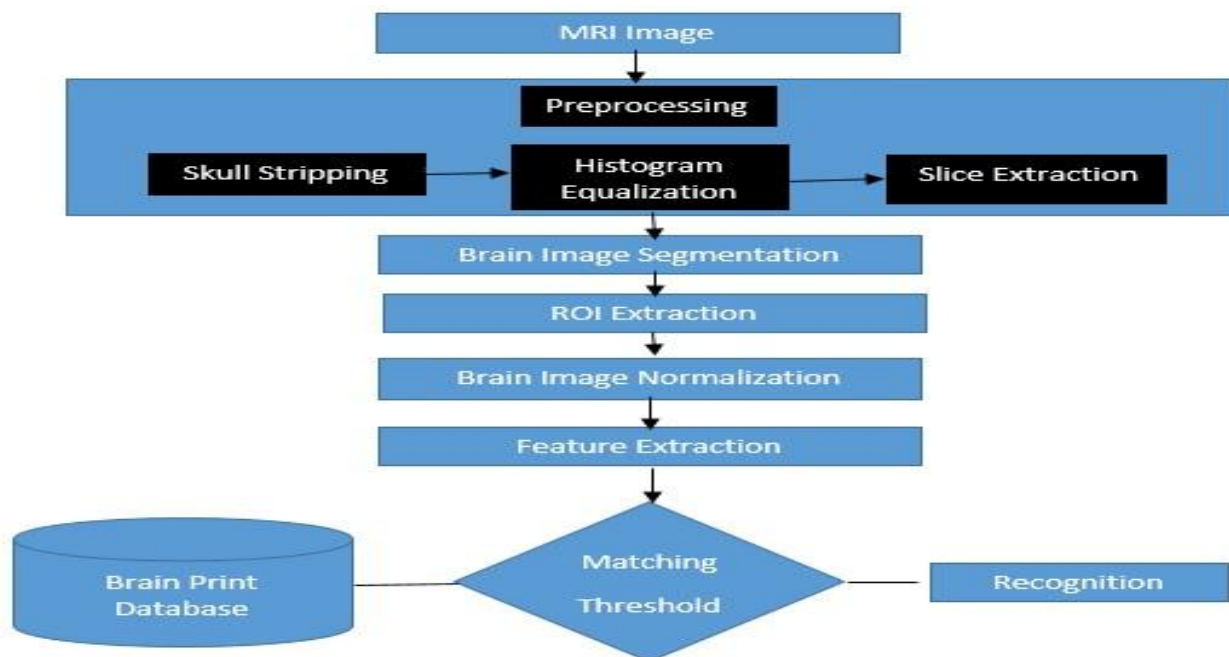 MRI Image
Preprocessing
Skull Stripping
Histogram
Equalization
Slice Extraction
Brain Image Segmentation
ROI Extraction
Brain Image Normalization
Feature Extraction
Matching
Threshold
Brain Print
Database
Recognition